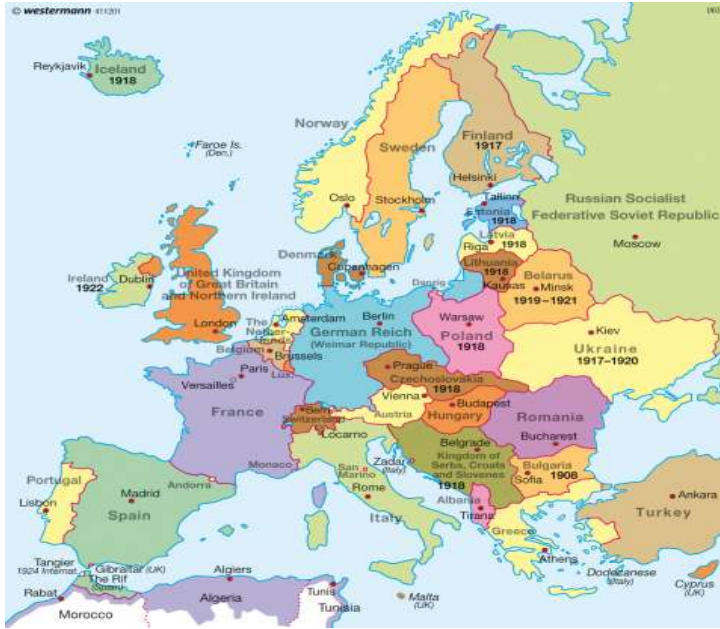 © westermann 411201
Reykjavik
Iceland
1918
Faroe Is.
(Den.)
Norway
Sweden
Finland
1917
Helsinki
Oslo
Stockholm
Tallinn
Estonia
1918
Russian Socialist
Federative Soviet Republic
Moscow
Latvia
Riga
1918
Lithuania
1918
Kaunas
Denmark
Copenhagen
Danzig
Belarus
Minsk
1919–1921
Ireland
1922
Dublin
United Kingdom
of Great Britain
and Northern Ireland
London
The
Nether-
lands
Amsterdam
Belgium
Brussels
Lux.
Berlin
German Reich
(Weimar Republic)
Warsaw
Poland
1918
Kiev
Ukraine
1917–1920
Paris
Versailles
France
Prague
Czechoslovakia
1918
Vienna
Austria
Budapest
Hungary
Bern
Switzerland
Locarno
Romania
Bucharest
Belgrade
Kingdom of
Serbs, Croats
and Slovenes
1918
Zadar
(Italy)
San
Marino
Monaco
Andorra
Portugal
Lisbon
Madrid
Spain
Rome
Italy
Bulgaria
1908
Sofia
Albania
Tirana
Greece
Athens
Ankara
Turkey
Dodecanese
(Italy)
Cyprus
(UK)
Tangier
1924 Internat.
Gibraltar (UK)
The Rif
(Spain)
Rabat
Morocco
Algiers
Algeria
Tunis
Tunisia
Malta
(UK)